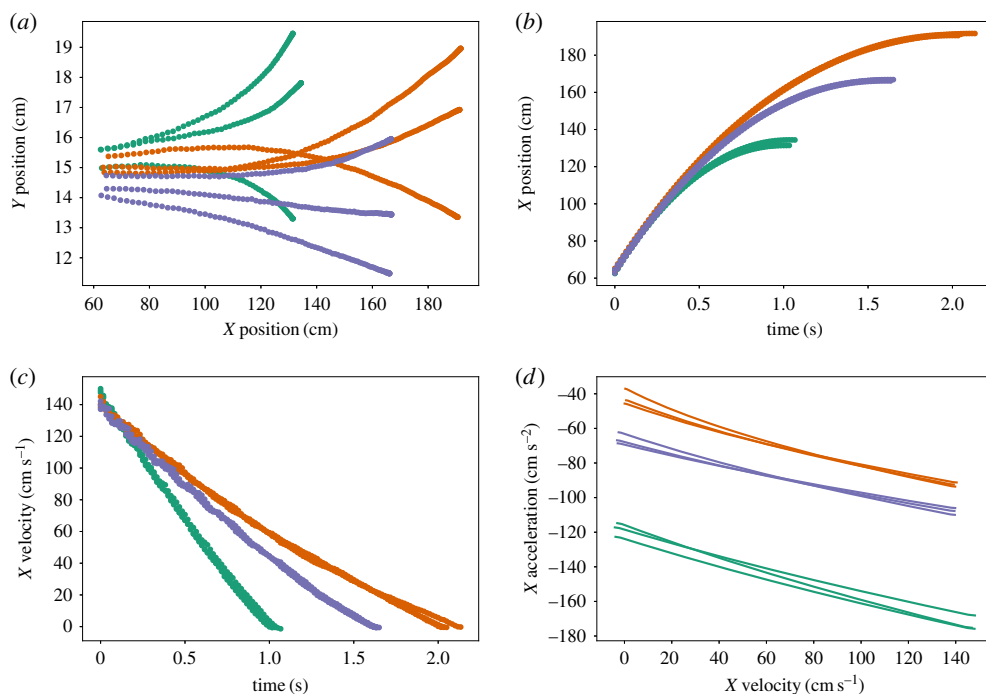 (a)
19
18
17
16
15
14
13
12
Y position (cm)
60 80 100 120 140 160 180
X position (cm)
(b)
180
160
140
120
100
80
60
X position (cm)
0 0.5 1.0 1.5 2.0
time (s)
(c)
140
120
100
80
60
40
20
0
X velocity (cm s⁻¹)
0 0.5 1.0 1.5 2.0
time (s)
(d)
−40
−60
−80
−100
−120
−140
−160
−180
X acceleration (cm s⁻²)
0 20 40 60 80 100 120 140
X velocity (cm s⁻¹)